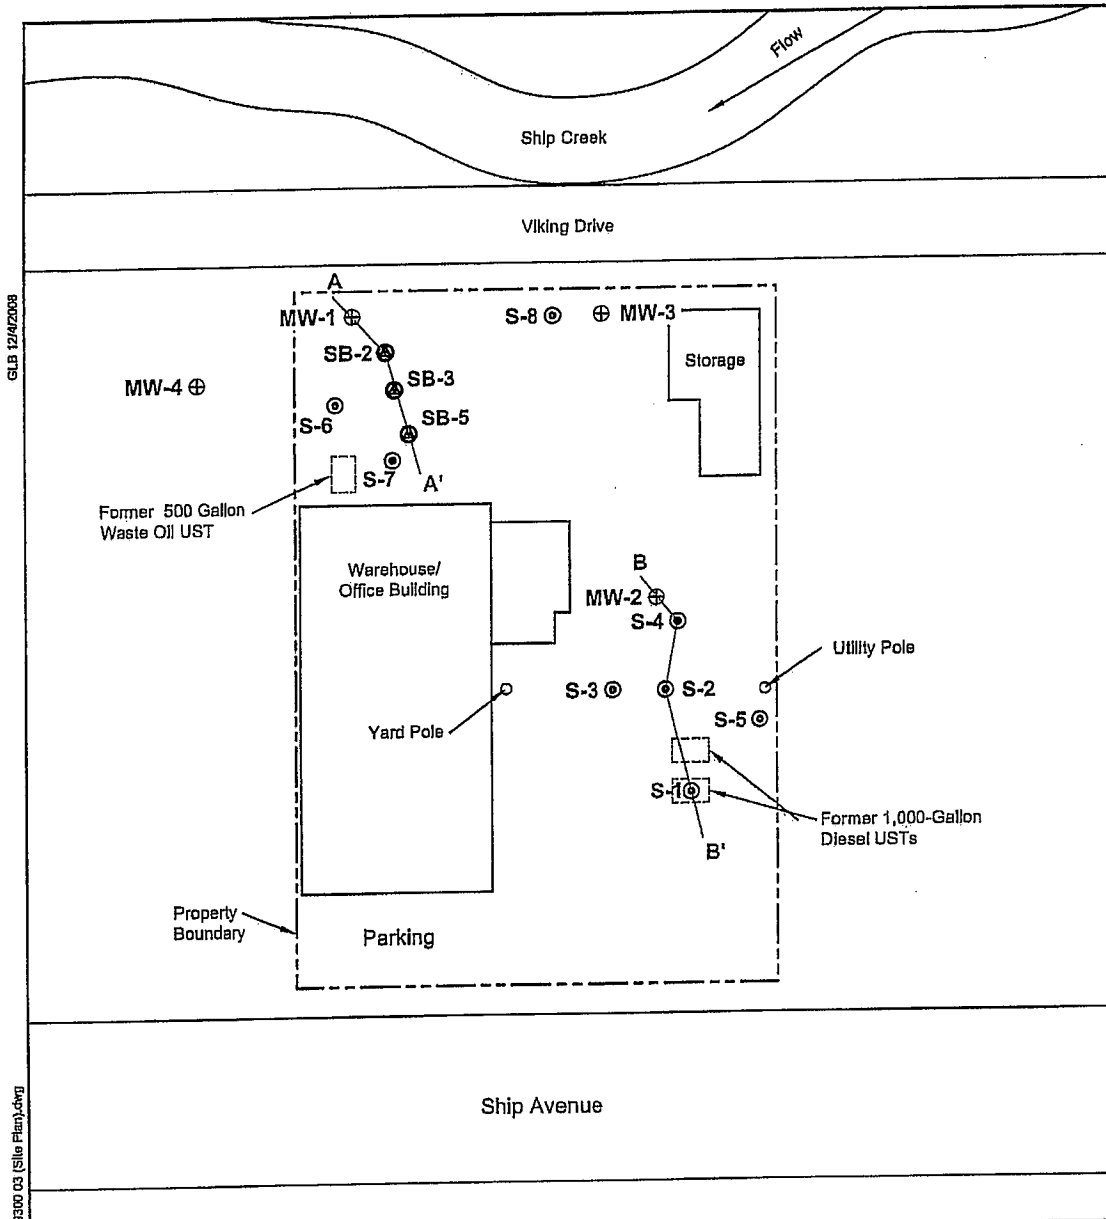 Flow
Ship Creek
Viking Drive
GLB 12/4/2008
A
MW-1
S-8
MW-3
SB-2
Storage
MW-4
SB-3
S-6
SB-5
S-7
A'
Former 500 Gallon
Waste Oil UST
Warehouse/
Office Building
B
MW-2
S-4
Utility Pole
S-3
S-2
S-5
Yard Pole
S-1
Former 1,000-Gallon
Diesel USTs
B'
Property
Boundary
Parking
Ship Avenue
3300 03 (Site Plan).dwg